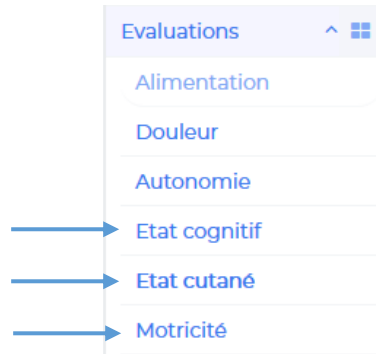 Evaluations
Alimentation
Douleur
Autonomie
Etat cognitif
Etat cutané
Motricité